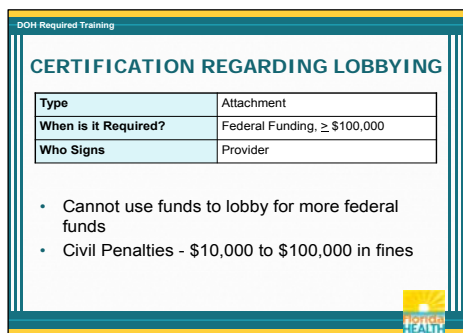 DOH Required Training
CERTIFICATION REGARDING LOBBYING
Type Attachment
When is it Required? Federal Funding, ≥ $100,000
Who Signs Provider
• Cannot use funds to lobby for more federal
funds
• Civil Penalties - $10,000 to $100,000 in fines
Florida
HEALTH